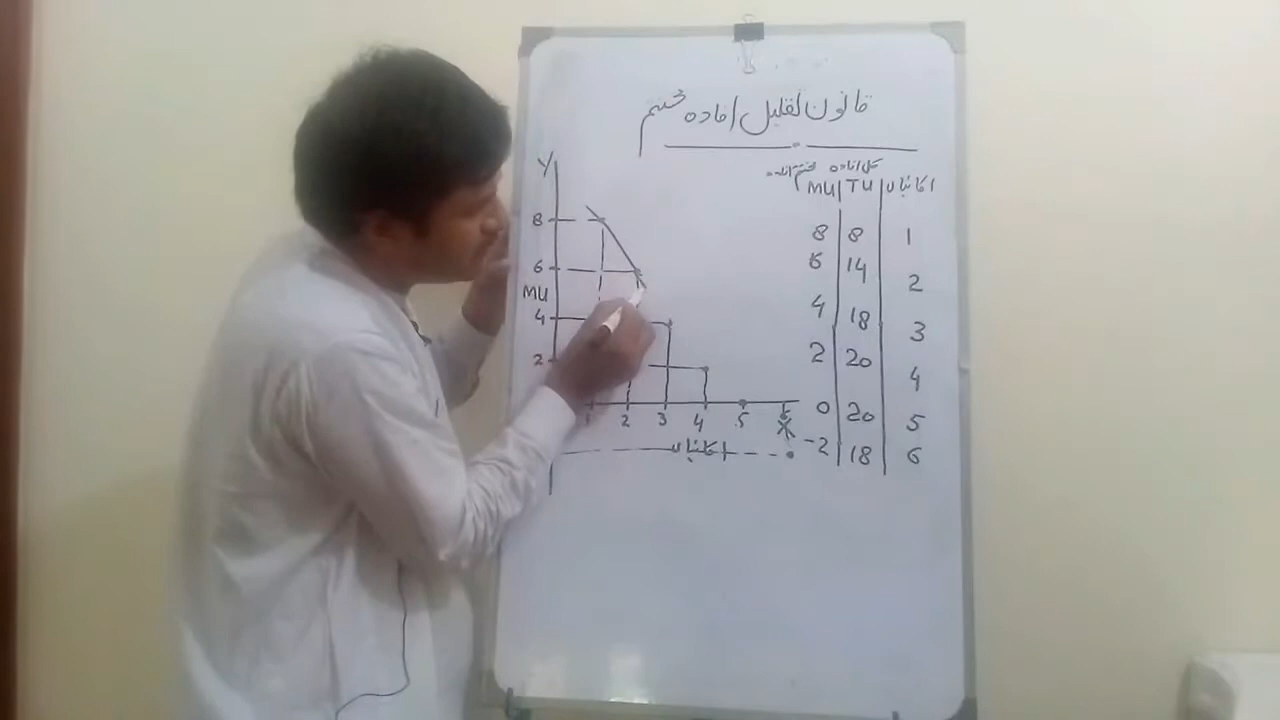 قانون تقلیل افادہ مختتم
اکائیاں کل افادہ مختتم افادہ
MU TU
8 8 1
6 14 2
4 18 3
2 20 4
0 20 5
-2 18 6
Y
8
6
MU
4
2
1 2 3 4 5 6
X
اکائیاں